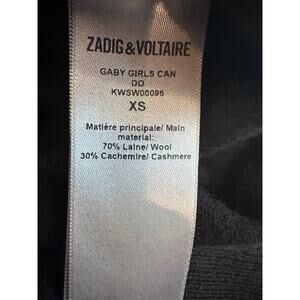 ZADIG&VOLTAIRE
GABY GIRLS CAN
DO
KWSW00096
XS
Matière principale/ Main
material:
70% Laine/ Wool
30% Cachemire/ Cashmere